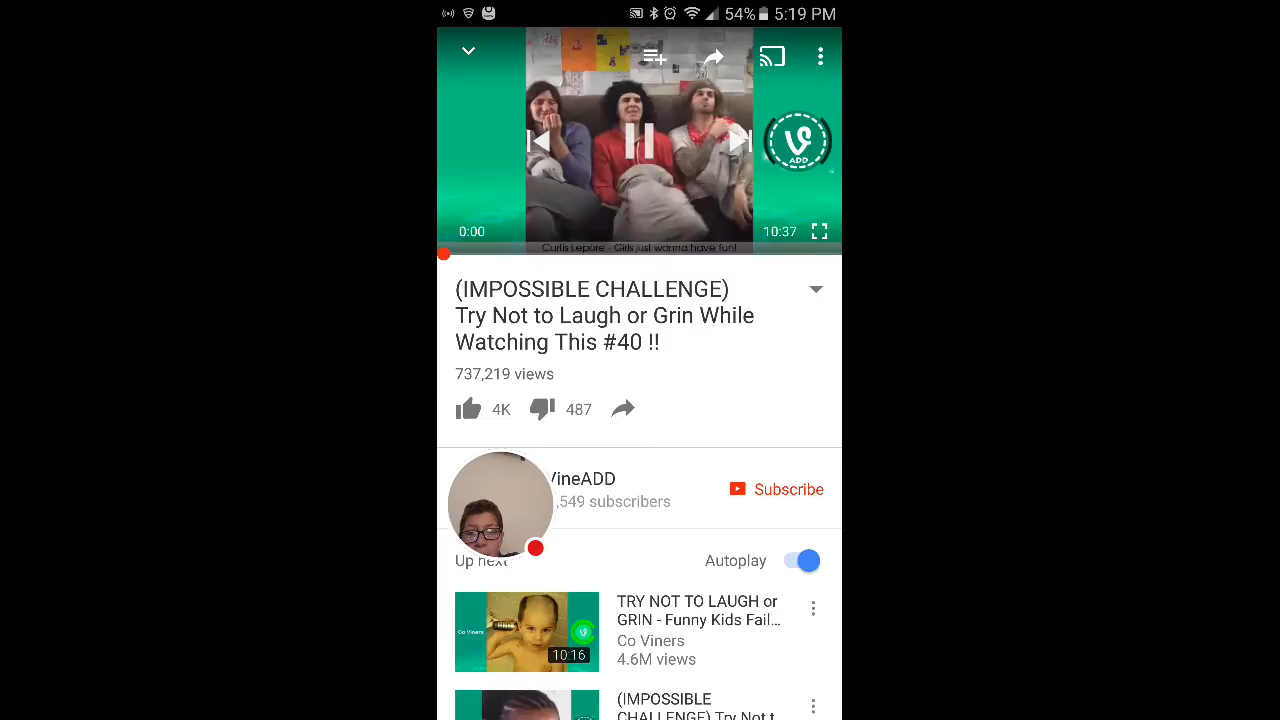 54% 5:19 PM
ADD
0:00
10:37
Curtis Lepore - Girls just wanna have fun!
(IMPOSSIBLE CHALLENGE)
Try Not to Laugh or Grin While
Watching This #40 !!
737,219 views
4K 487
VineADD
,549 subscribers
Subscribe
Up next
Autoplay
TRY NOT TO LAUGH or
GRIN - Funny Kids Fail...
Co Viners
4.6M views
Co Viners
10:16
(IMPOSSIBLE
CHALLENGE) Try Not t